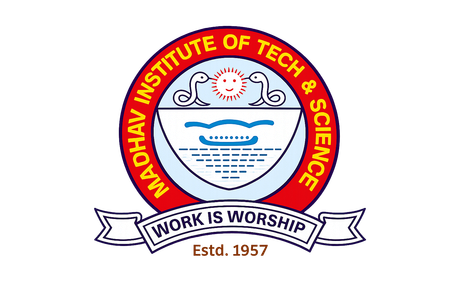 MADHAV INSTITUTE OF TECH & SCIENCE
WORK IS WORSHIP
Estd. 1957